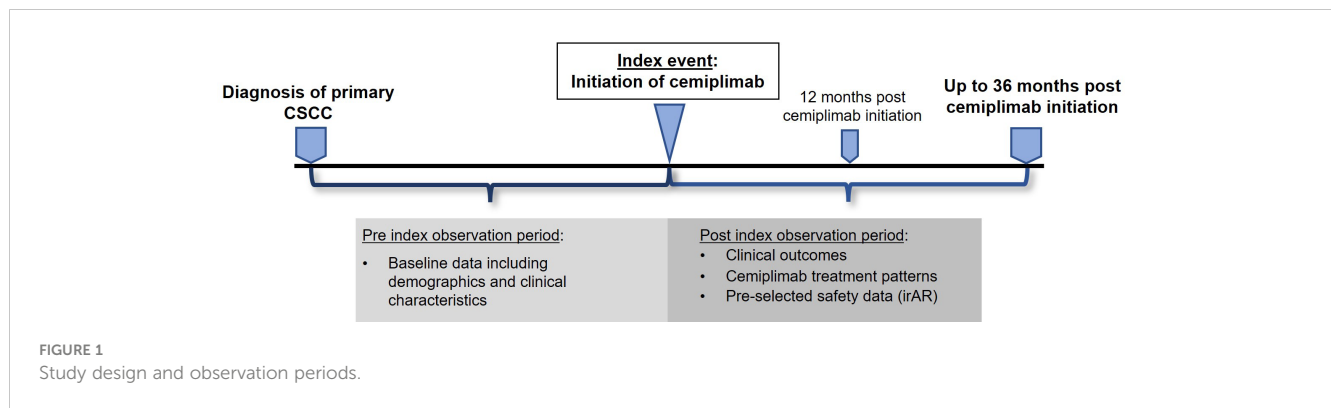 Diagnosis of primary
CSCC
Index event:
Initiation of cemiplimab
12 months post
cemiplimab initiation
Up to 36 months post
cemiplimab initiation
Pre index observation period:
• Baseline data including
demographics and clinical
characteristics
Post index observation period:
• Clinical outcomes
• Cemiplimab treatment patterns
• Pre-selected safety data (irAR)
FIGURE 1
Study design and observation periods.